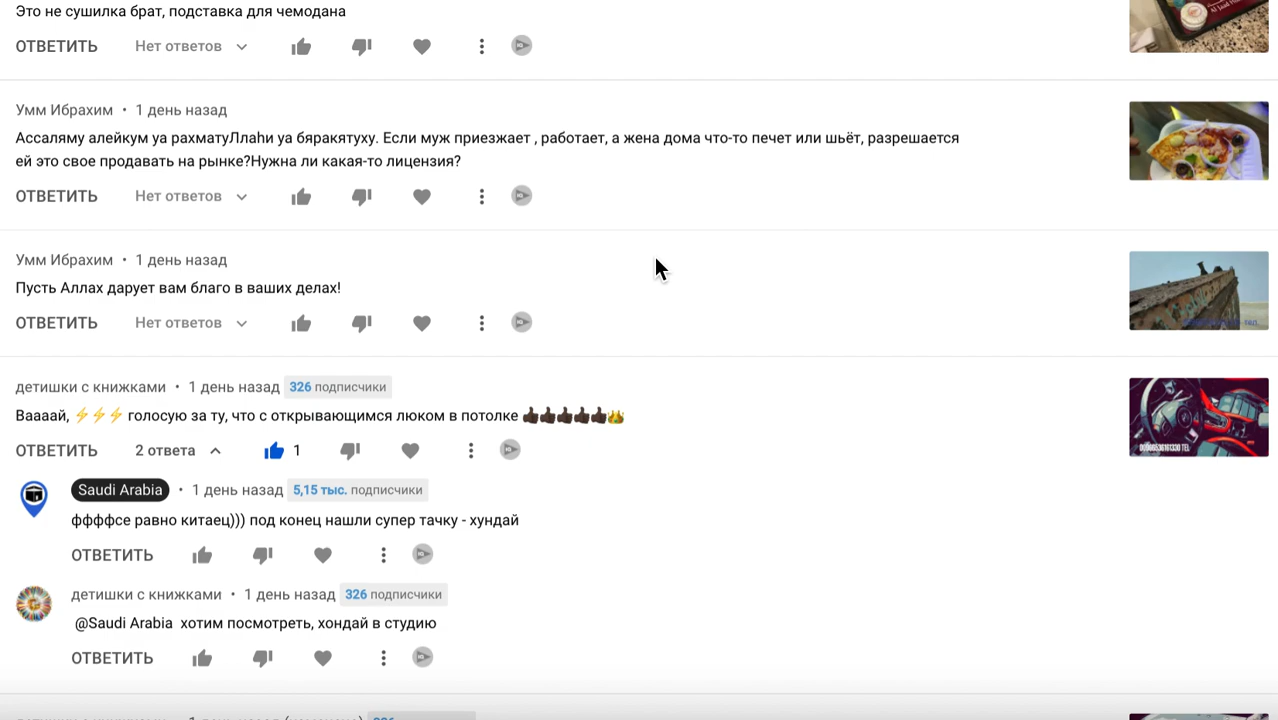 Это не сушилка брат, подставка для чемодана
ОТВЕТИТЬ Нет ответов
Умм Ибрахим • 1 день назад
Ассаляму алейкум уа рахматуЛлаhи уа бяракятуху. Если муж приезжает , работает, а жена дома что-то печет или шьёт, разрешается
ей это свое продавать на рынке?Нужна ли какая-то лицензия?
ОТВЕТИТЬ Нет ответов
Умм Ибрахим • 1 день назад
Пусть Аллах дарует вам благо в ваших делах!
ОТВЕТИТЬ Нет ответов
детишки с книжками • 1 день назад 326 подписчики
Ваааай, ⚡⚡⚡ голосую за ту, что с открывающимся люком в потолке 👍🏿👍🏿👍🏿👍🏿👍🏿👑
ОТВЕТИТЬ 2 ответа 1
Saudi Arabia • 1 день назад 5,15 тыс. подписчики
ффффсе равно китаец))) под конец нашли супер тачку - хундай
ОТВЕТИТЬ
детишки с книжками • 1 день назад 326 подписчики
@Saudi Arabia хотим посмотреть, хондай в студию
ОТВЕТИТЬ